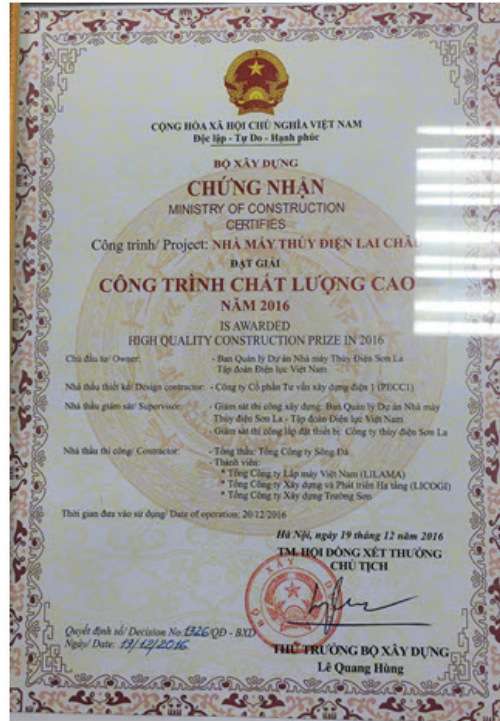 CỘNG HÒA XÃ HỘI CHỦ NGHĨA VIỆT NAM
Độc lập - Tự Do - Hạnh phúc
BỘ XÂY DỰNG
CHỨNG NHẬN
MINISTRY OF CONSTRUCTION
CERTIFIES
Công trình/ Project: NHÀ MÁY THỦY ĐIỆN LAI CHÂU
ĐẠT GIẢI
CÔNG TRÌNH CHẤT LƯỢNG CAO
NĂM 2016
IS AWARDED
HIGH QUALITY CONSTRUCTION PRIZE IN 2016
Chủ đầu tư/ Owner: - Ban Quản lý Dự án Nhà máy Thủy Điện Sơn La
Tập đoàn Điện lực Việt Nam
Nhà thầu thiết kế/ Design contractor: - Công ty Cổ phần Tư vấn xây dựng điện 1 (PECC1)
Nhà thầu giám sát/ Supervisor: - Giám sát thi công xây dựng: Ban Quản lý Dự án Nhà máy
Thủy điện Sơn La - Tập đoàn Điện lực Việt Nam
- Giám sát thi công lắp đặt thiết bị: Công ty thủy điện Sơn La
Nhà thầu thi công/ Contractor: - Tổng thầu: Tổng Công ty Sông Đà
- Thành viên:
* Tổng Công ty Lắp máy Việt Nam (LILAMA)
* Tổng Công ty Xây dựng và Phát triển Hạ tầng (LICOGI)
* Tổng Công ty Xây dựng Trường Sơn
Thời gian đưa vào sử dụng/ Date of operation: 20/12/2016
Hà Nội, ngày 19 tháng 12 năm 2016
TM. HỘI ĐỒNG XÉT THƯỞNG
CHỦ TỊCH
BỘ XÂY DỰNG
Quyết định số/ Decision No: 1326/QĐ - BXD
Ngày/ Date: 19/12/2016
THỨ TRƯỞNG BỘ XÂY DỰNG
Lê Quang Hùng